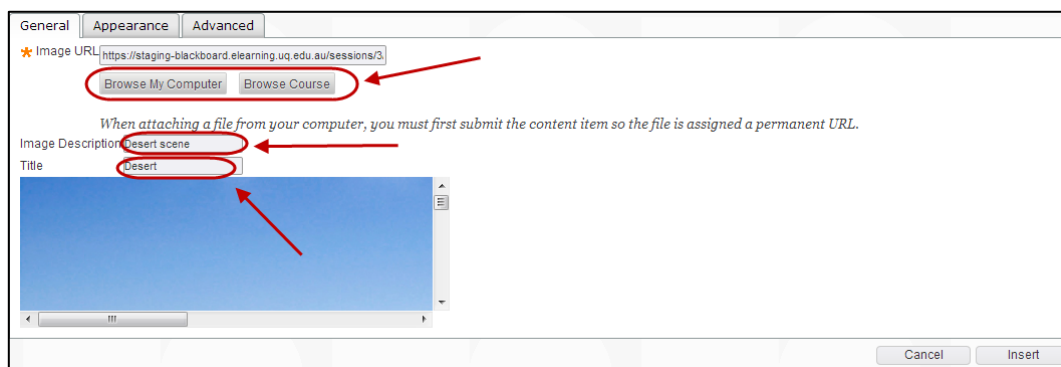 General Appearance Advanced
Image URL https://staging-blackboard.elearning.uq.edu.au/sessions/3.
Browse My Computer Browse Course
When attaching a file from your computer, you must first submit the content item so the file is assigned a permanent URL.
Image Description Desert scene
Title Desert
Cancel Insert